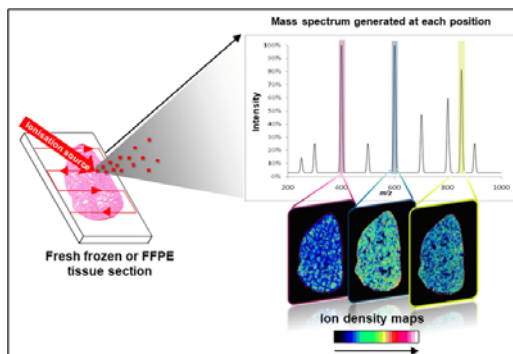 Mass spectrum generated at each position
100%
90%
80%
70%
60%
50%
40%
30%
20%
10%
0%
Intensity
200
400
600
800
1000
m/z
Ionisation source
Fresh frozen or FFPE
tissue section
Ion density maps